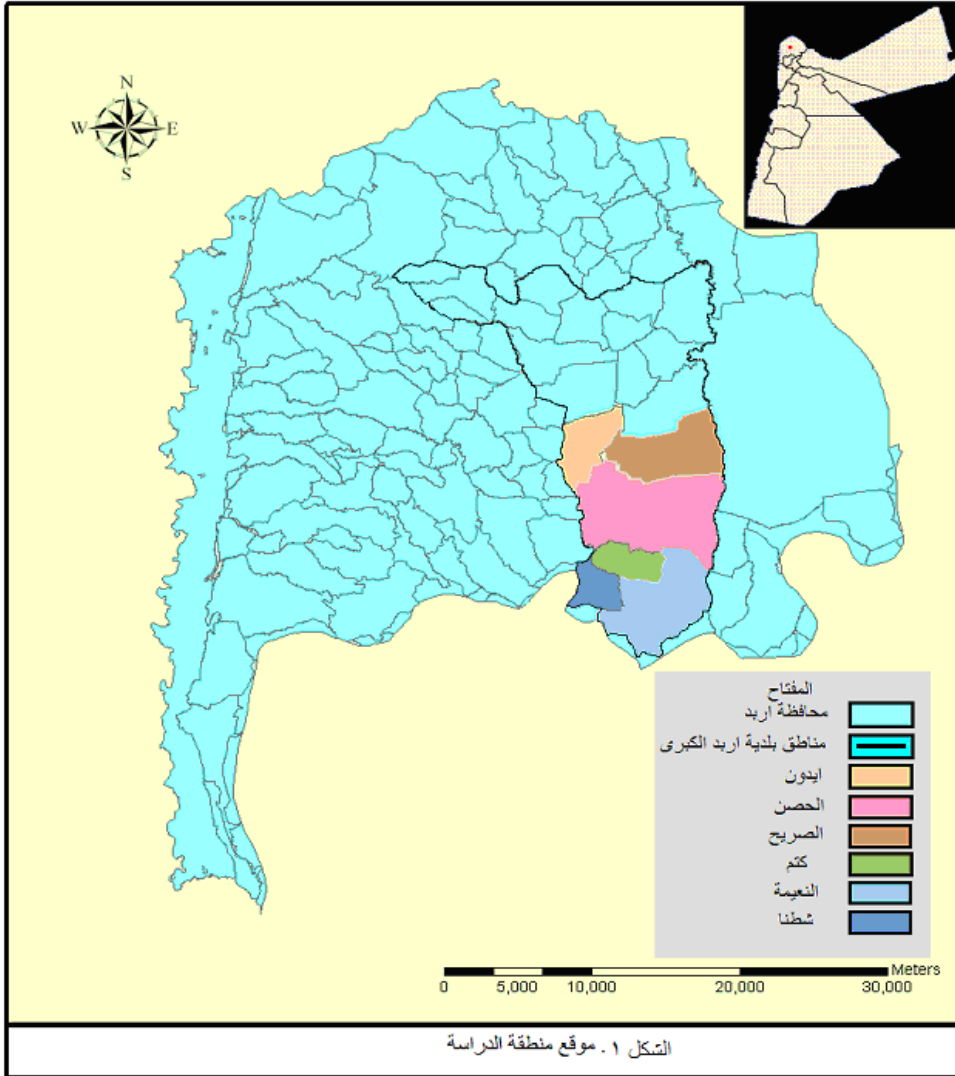 N
W E
S
المفتاح
محافظة اربد
مناطق بلدية اربد الكبرى
ايدون
الحصن
الصريح
كتم
النعيمة
شطنا
Meters
0 5,000 10,000 20,000 30,000
الشكل ١. موقع منطقة الدراسة